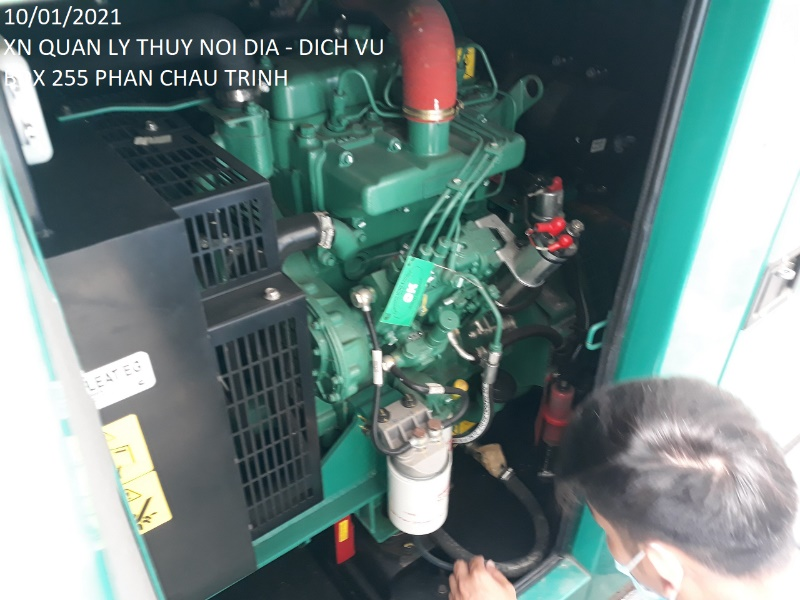 10/01/2021
XN QUAN LY THUY NOI DIA - DICH VU
255 PHAN CHAU TRINH